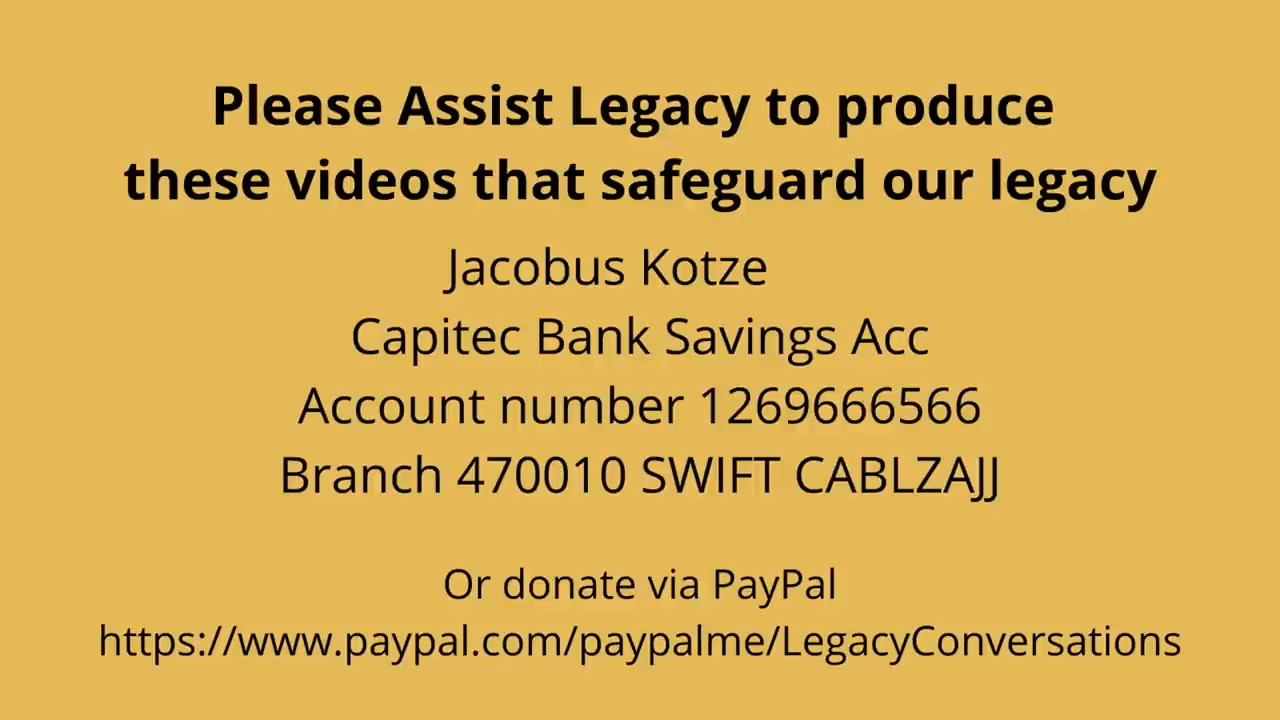 Please Assist Legacy to produce
these videos that safeguard our legacy
Jacobus Kotze
Capitec Bank Savings Acc
Account number 1269666566
Branch 470010 SWIFT CABLZAJJ
Or donate via PayPal
https://www.paypal.com/paypalme/LegacyConversations